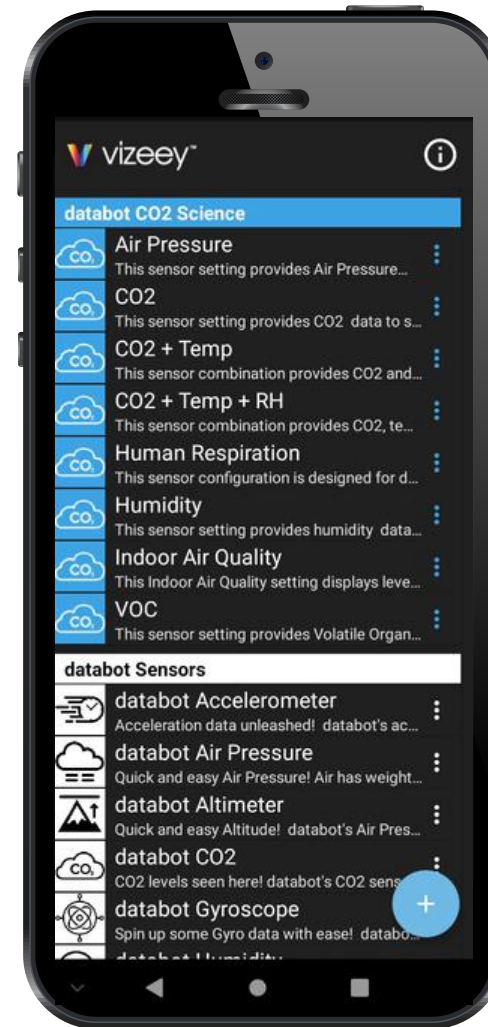 vizeey™
databot CO2 Science
Air Pressure
This sensor setting provides Air Pressure...
CO2
This sensor setting provides CO2 data to s...
CO2 + Temp
This sensor combination provides CO2 and...
CO2 + Temp + RH
This sensor combination provides CO2, te...
Human Respiration
This sensor configuration is designed for d...
Humidity
This sensor setting provides humidity data...
Indoor Air Quality
This Indoor Air Quality setting displays leve...
VOC
This sensor setting provides Volatile Organ...
databot Sensors
databot Accelerometer
Acceleration data unleashed! databot's ac...
databot Air Pressure
Quick and easy Air Pressure! Air has weight...
databot Altimeter
Quick and easy Altitude! databot's Air Pres...
databot CO2
CO2 levels seen here! databot's CO2 sens
databot Gyroscope
Spin up some Gyro data with ease! databo...
databot Humidity